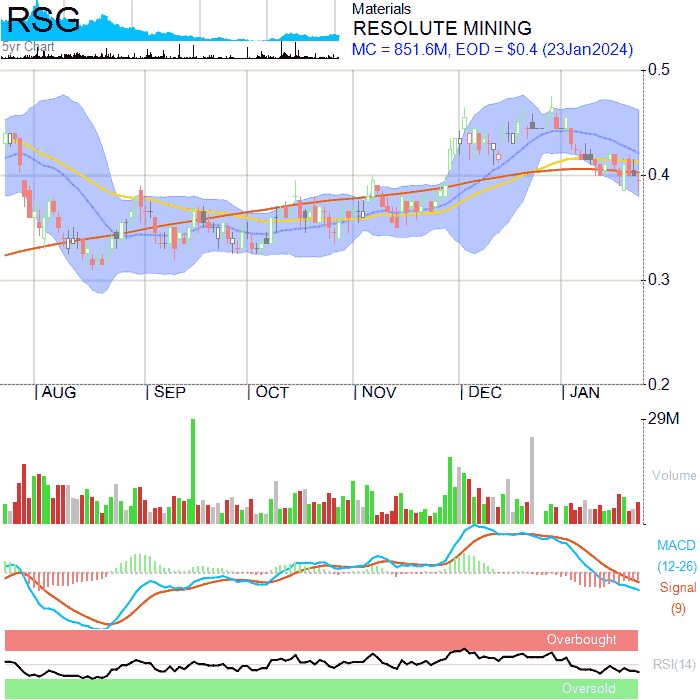 RSG
5yr Chart
Materials
RESOLUTE MINING
MC = 851.6M, EOD = $0.4 (23Jan2024)
0.5
0.4
0.3
0.2
AUG SEP OCT NOV DEC JAN
29M
Volume
MACD
(12-26)
Signal
(9)
Overbought
RSI(14)
Oversold